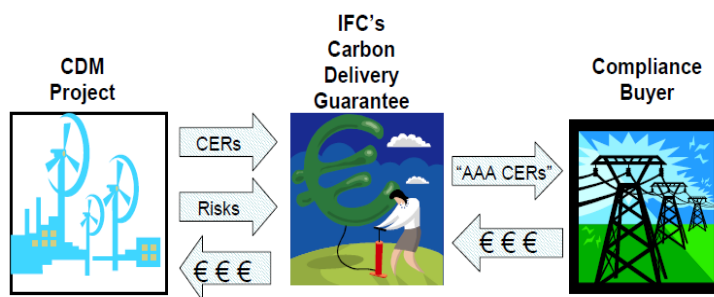 CDM
Project
IFC's
Carbon
Delivery
Guarantee
Compliance
Buyer
CERs
Risks
€ € €
"AAA CERs"
€ € €